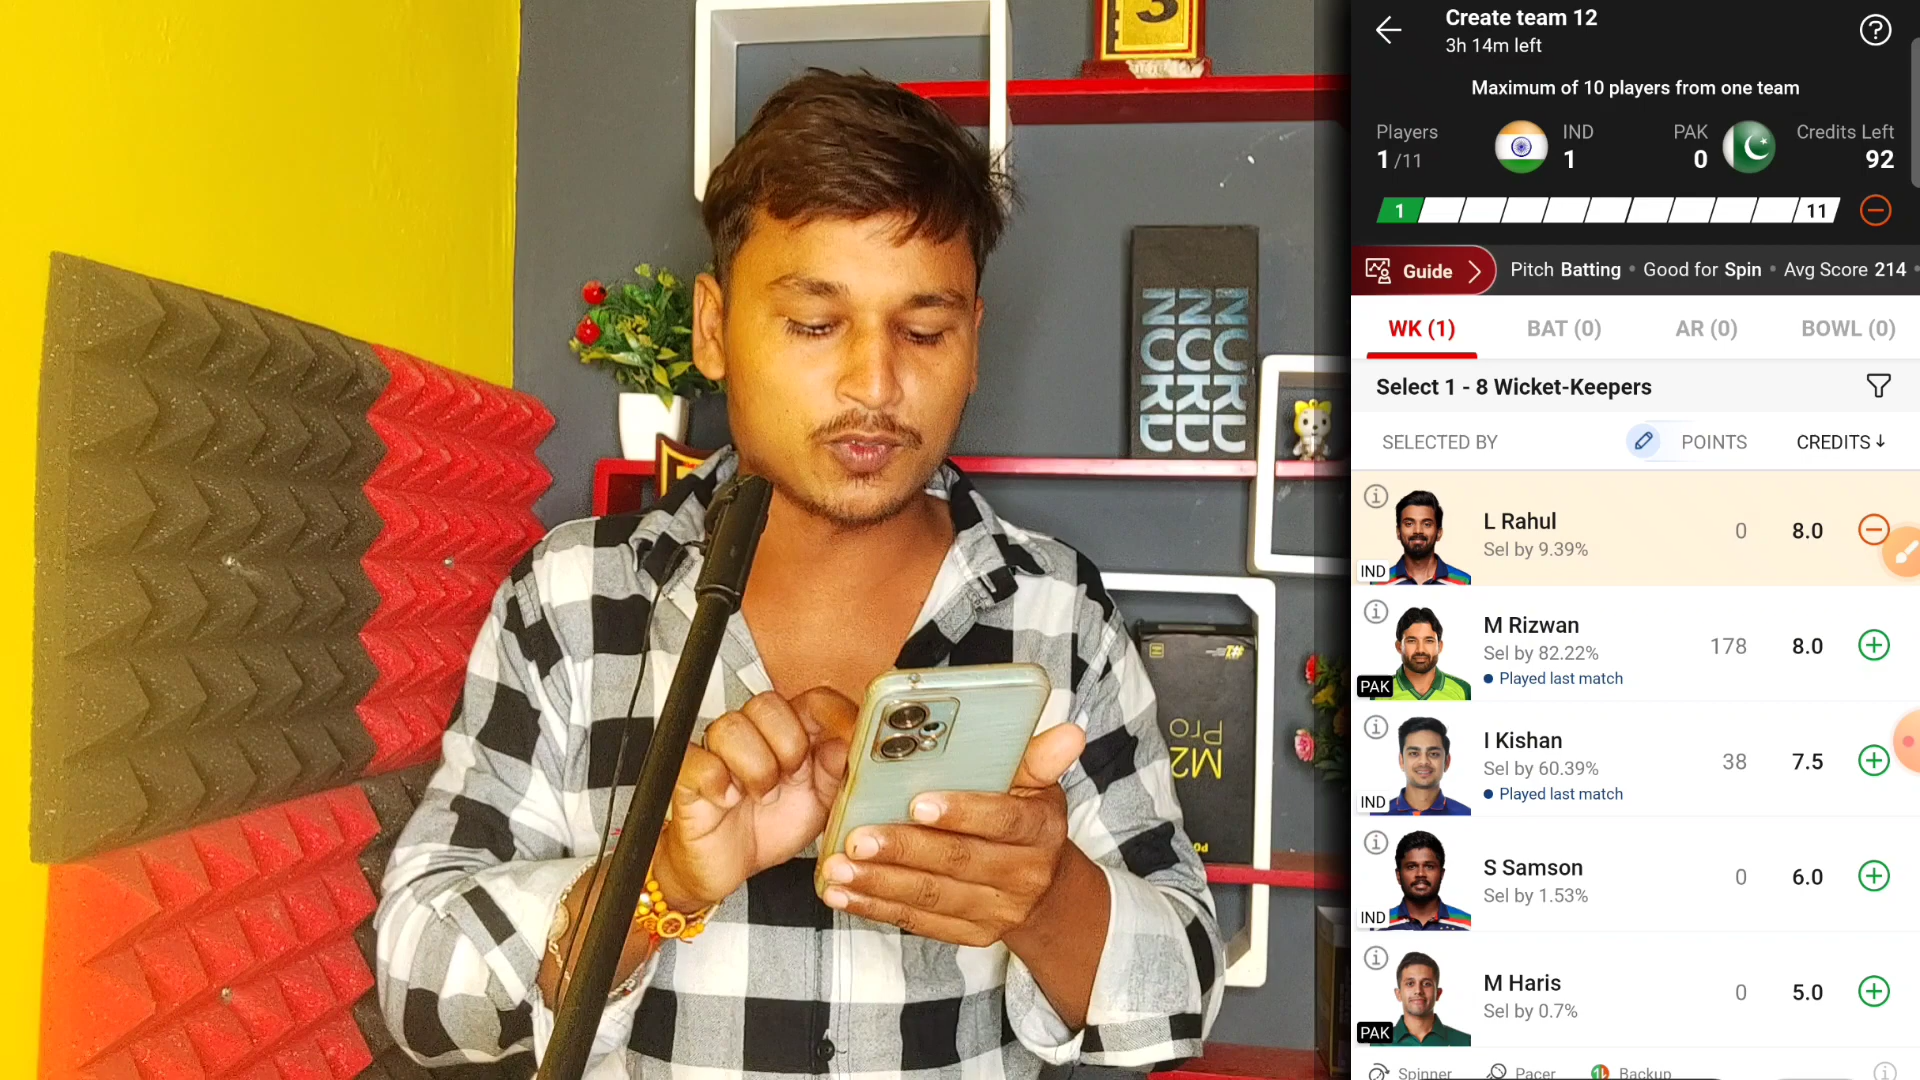 Create team 12
3h 14m left
Maximum of 10 players from one team
Players
1/11
IND
1
PAK
0
Credits Left
92
1
11
Guide
Pitch Batting • Good for Spin • Avg Score 214
WK (1)
BAT (0)
AR (0)
BOWL (0)
Select 1 - 8 Wicket-Keepers
SELECTED BY
POINTS
CREDITS
L Rahul
Sel by 9.39%
0
8.0
IND
M Rizwan
Sel by 82.22%
Played last match
178
8.0
PAK
I Kishan
Sel by 60.39%
Played last match
38
7.5
IND
S Samson
Sel by 1.53%
0
6.0
IND
M Haris
Sel by 0.7%
0
5.0
PAK
Spinner
Pacer
Backup
3
M2
Pro